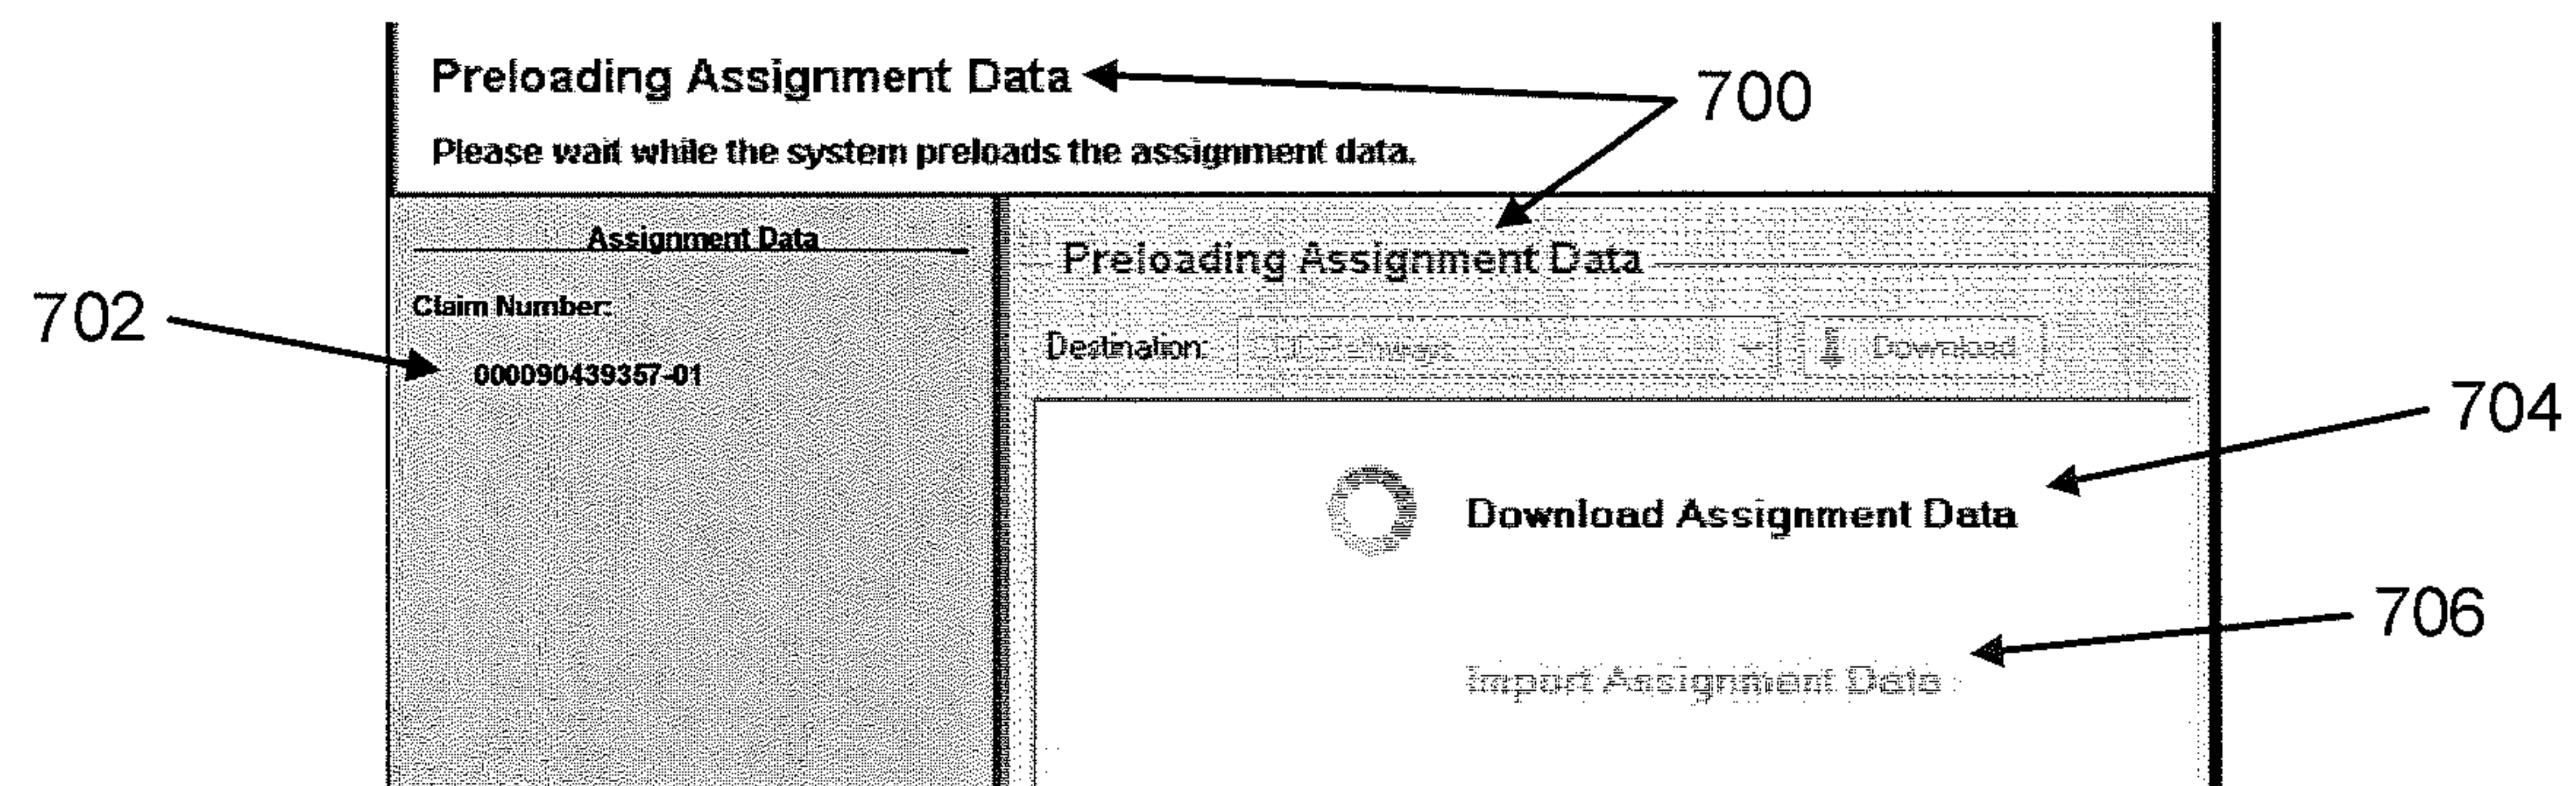 Preloading Assignment Data
700
Please wait while the system preloads the assignment data.
Assignment Data
Preloading Assignment Data
702
Claim Number:
Destination:
Download
000090439357-01
704
Download Assignment Data
706
Import Assignment Data